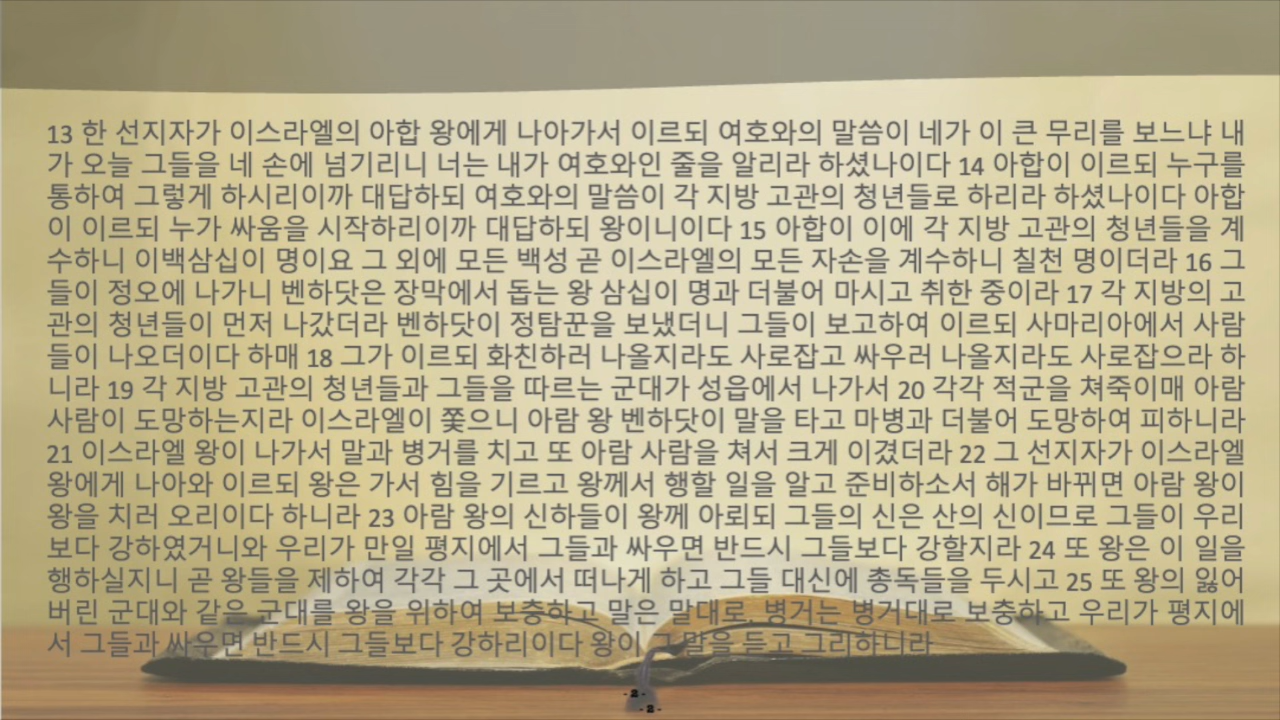 13 한 선지자가 이스라엘의 아합 왕에게 나아가서 이르되 여호와의 말씀이 네가 이 큰 무리를 보느냐 내
가 오늘 그들을 네 손에 넘기리니 너는 내가 여호와인 줄을 알리라 하셨나이다 14 아합이 이르되 누구를
통하여 그렇게 하시리이까 대답하되 여호와의 말씀이 각 지방 고관의 청년들로 하리라 하셨나이다 아합
이 이르되 누가 싸움을 시작하리이까 대답하되 왕이니이다 15 아합이 이에 각 지방 고관의 청년들을 계
수하니 이백삼십이 명이요 그 외에 모든 백성 곧 이스라엘의 모든 자손을 계수하니 칠천 명이더라 16 그
들이 정오에 나가니 벤하닷은 장막에서 돕는 왕 삼십이 명과 더불어 마시고 취한 중이라 17 각 지방의 고
관의 청년들이 먼저 나갔더라 벤하닷이 정탐꾼을 보냈더니 그들이 보고하여 이르되 사마리아에서 사람
들이 나오더이다 하매 18 그가 이르되 화친하러 나올지라도 사로잡고 싸우러 나올지라도 사로잡으라 하
니라 19 각 지방 고관의 청년들과 그들을 따르는 군대가 성읍에서 나가서 20 각각 적군을 쳐죽이매 아람
사람이 도망하는지라 이스라엘이 쫓으니 아람 왕 벤하닷이 말을 타고 마병과 더불어 도망하여 피하니라
21 이스라엘 왕이 나가서 말과 병거를 치고 또 아람 사람을 쳐서 크게 이겼더라 22 그 선지자가 이스라엘
왕에게 나아와 이르되 왕은 가서 힘을 기르고 왕께서 행할 일을 알고 준비하소서 해가 바뀌면 아람 왕이
왕을 치러 오리이다 하니라 23 아람 왕의 신하들이 왕께 아뢰되 그들의 신은 산의 신이므로 그들이 우리
보다 강하였거니와 우리가 만일 평지에서 그들과 싸우면 반드시 그들보다 강할지라 24 또 왕은 이 일을
행하실지니 곧 왕들을 제하여 각각 그 곳에서 떠나게 하고 그들 대신에 총독들을 두시고 25 또 왕의 잃어
버린 군대와 같은 군대를 왕을 위하여 보충하고 말은 말대로, 병거는 병거대로 보충하고 우리가 평지에
서 그들과 싸우면 반드시 그들보다 강하리이다 왕이 그 말을 듣고 그리하니라
- 2 -
- 2 -